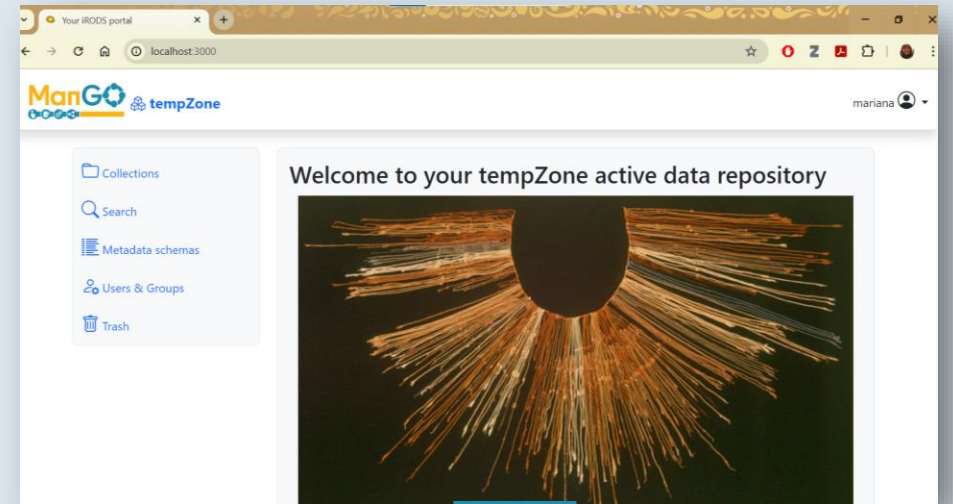 Your iRODS portal
localhost:3000
ManGO
tempZone
mariana
Collections
Search
Metadata schemas
Users & Groups
Trash
Welcome to your tempZone active data repository